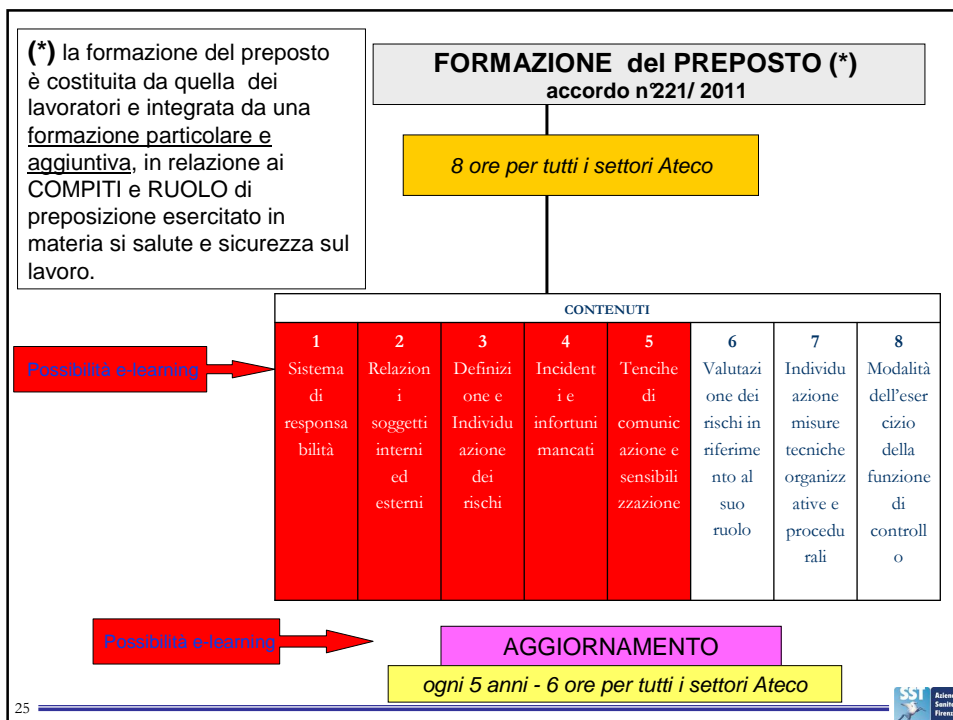 (*) la formazione del preposto
è costituita da quella dei
lavoratori e integrata da una
formazione particolare e
aggiuntiva, in relazione ai
COMPITI e RUOLO di
preposizione esercitato in
materia si salute e sicurezza sul
lavoro.
FORMAZIONE del PREPOSTO (*)
accordo n°221/ 2011
8 ore per tutti i settori Ateco
CONTENUTI
Possibilità e-learning
1
Sistema
di
responsa
bilità
2
Relazion
i
soggetti
interni
ed
esterni
3
Definizi
one e
Individu
azione
dei
rischi
4
Incident
i e
infortuni
mancati
5
Tencihe
di
comunic
azione e
sensibili
zzazione
6
Valutazi
one dei
rischi in
riferime
nto al
suo
ruolo
7
Individu
azione
misure
tecniche
organizz
ative e
procedu
rali
8
Modalità
dell'eser
cizio
della
funzione
di
controll
o
Possibilità e-learning
AGGIORNAMENTO
ogni 5 anni - 6 ore per tutti i settori Ateco
25
SST
Azien
Sanita
Firenz